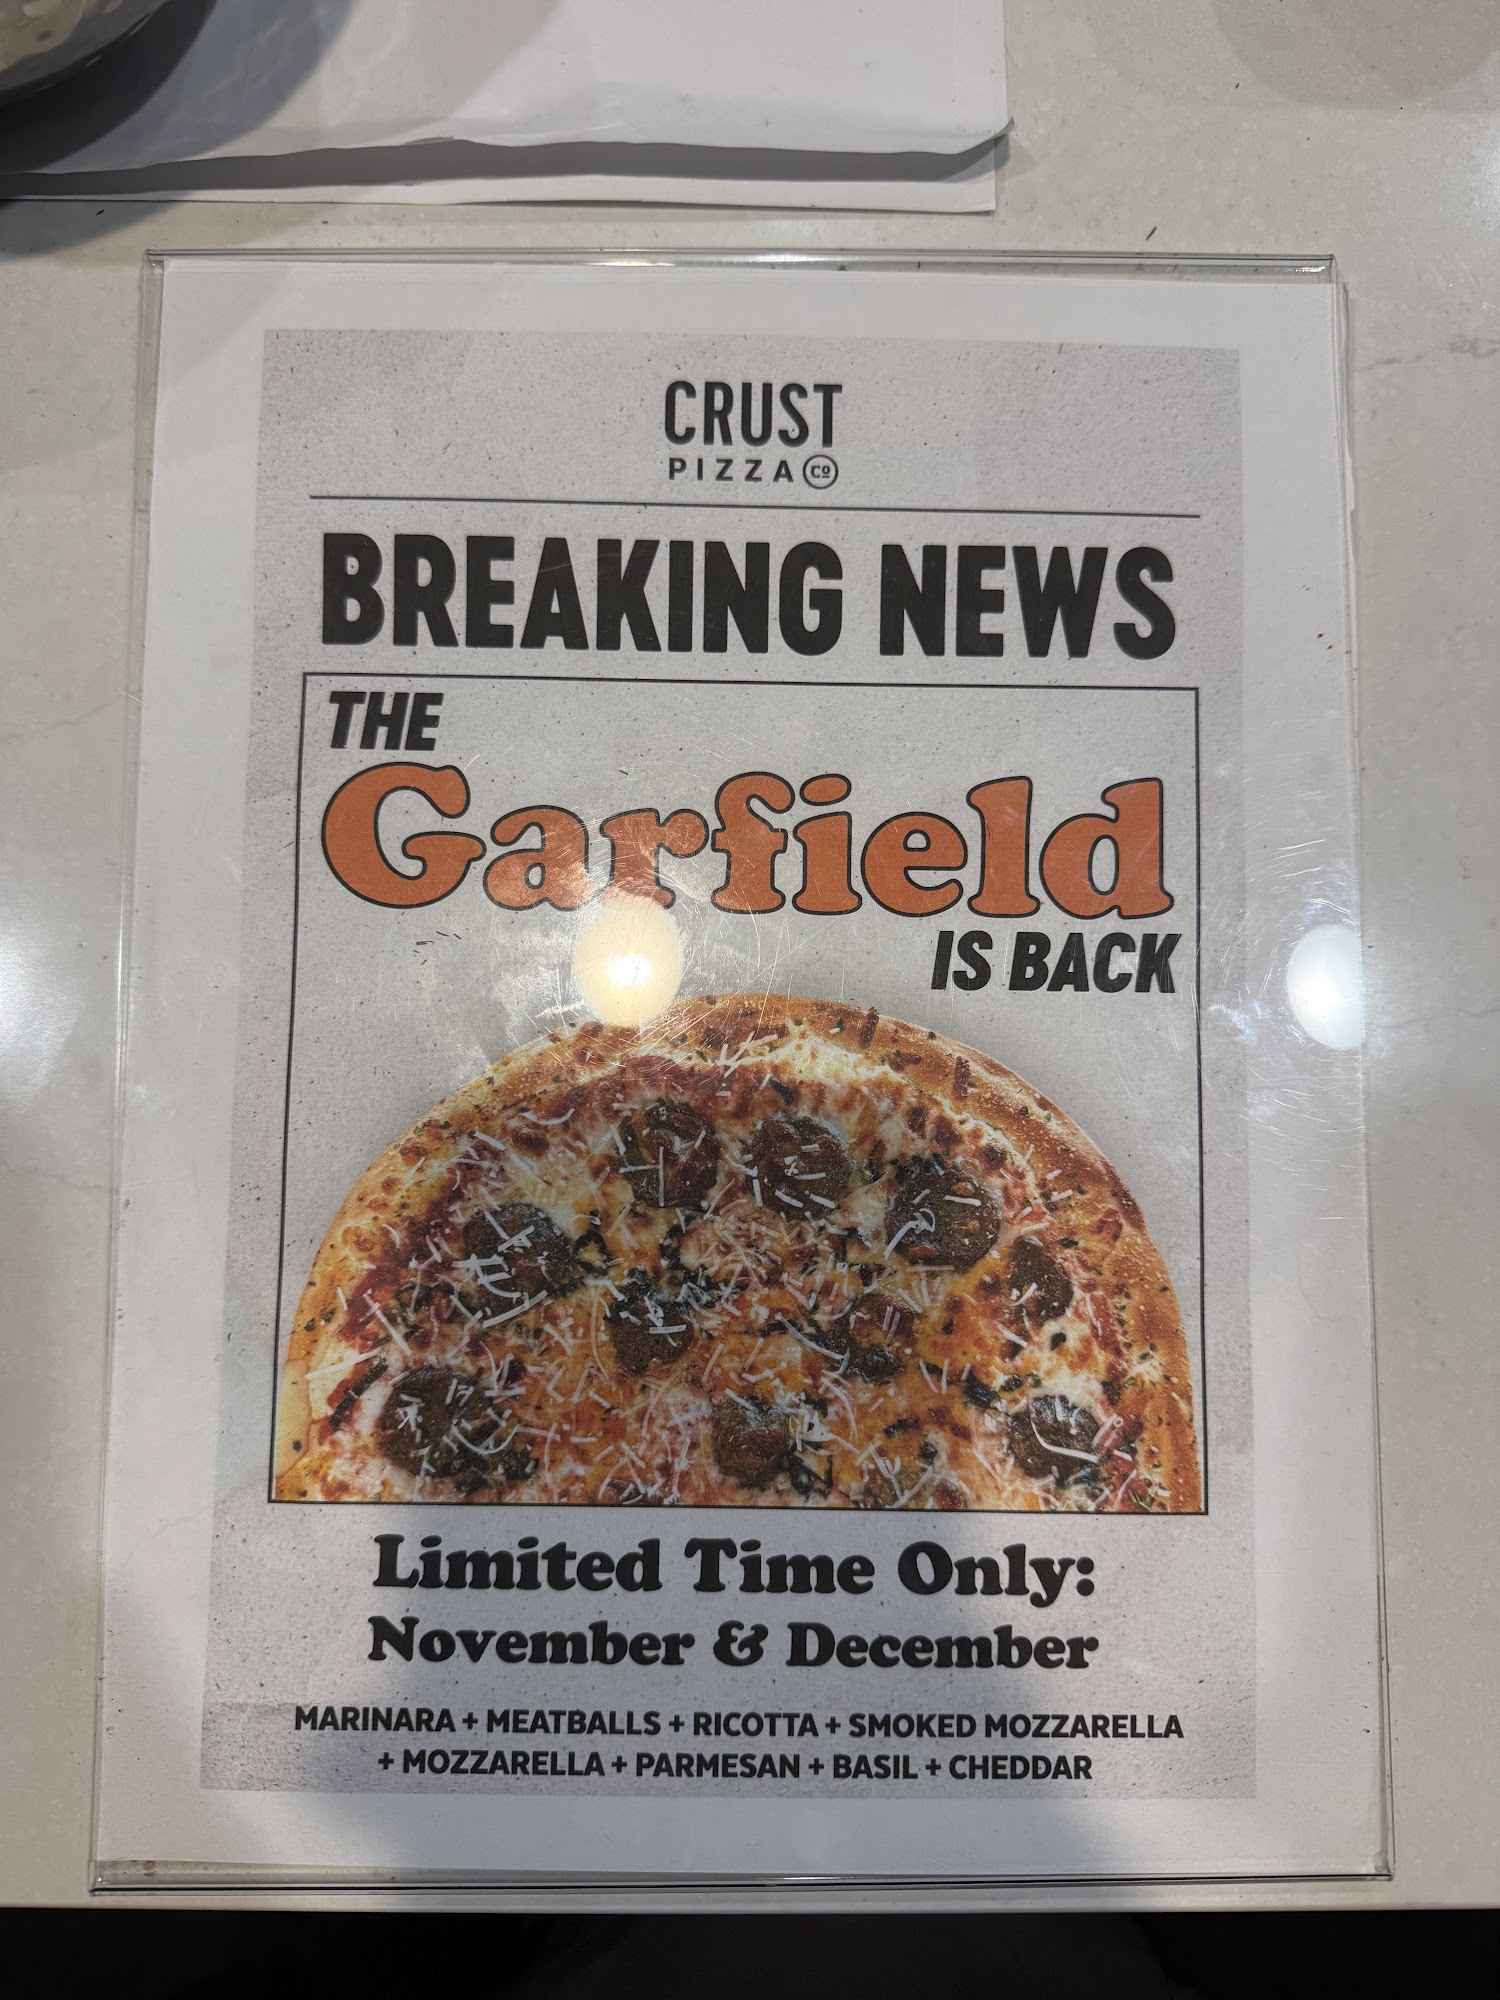 CRUST
PIZZA CO
BREAKING NEWS
THE
Garfield
IS BACK
Limited Time Only:
November & December
MARINARA + MEATBALLS + RICOTTA + SMOKED MOZZARELLA
+ MOZZARELLA + PARMESAN + BASIL + CHEDDAR